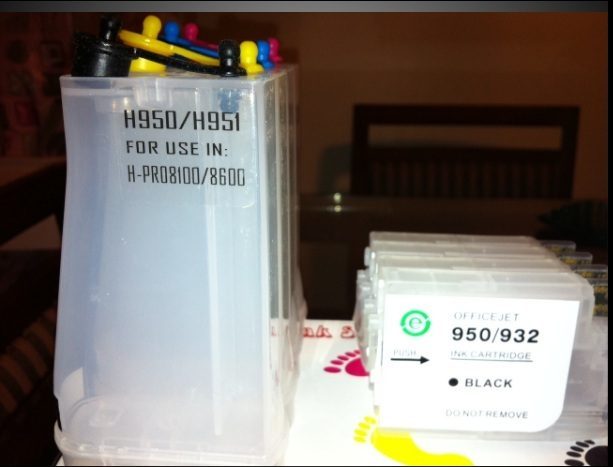 H950/H951
FOR USE IN:
H-PRO8100/8600
OFFICEJET
950/932
PUSH
INK CARTRIDGE
BLACK
DO NOT REMOVE